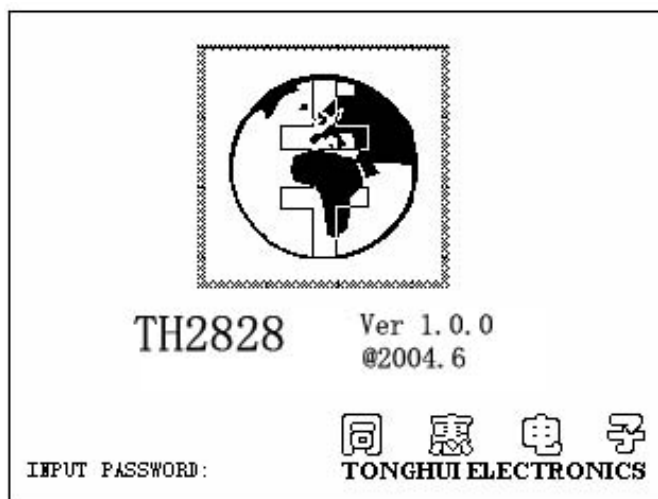 TH2828
Ver 1.0.0
@2004.6
同惠电子
INPUT PASSWORD:
TONGHUI ELECTRONICS